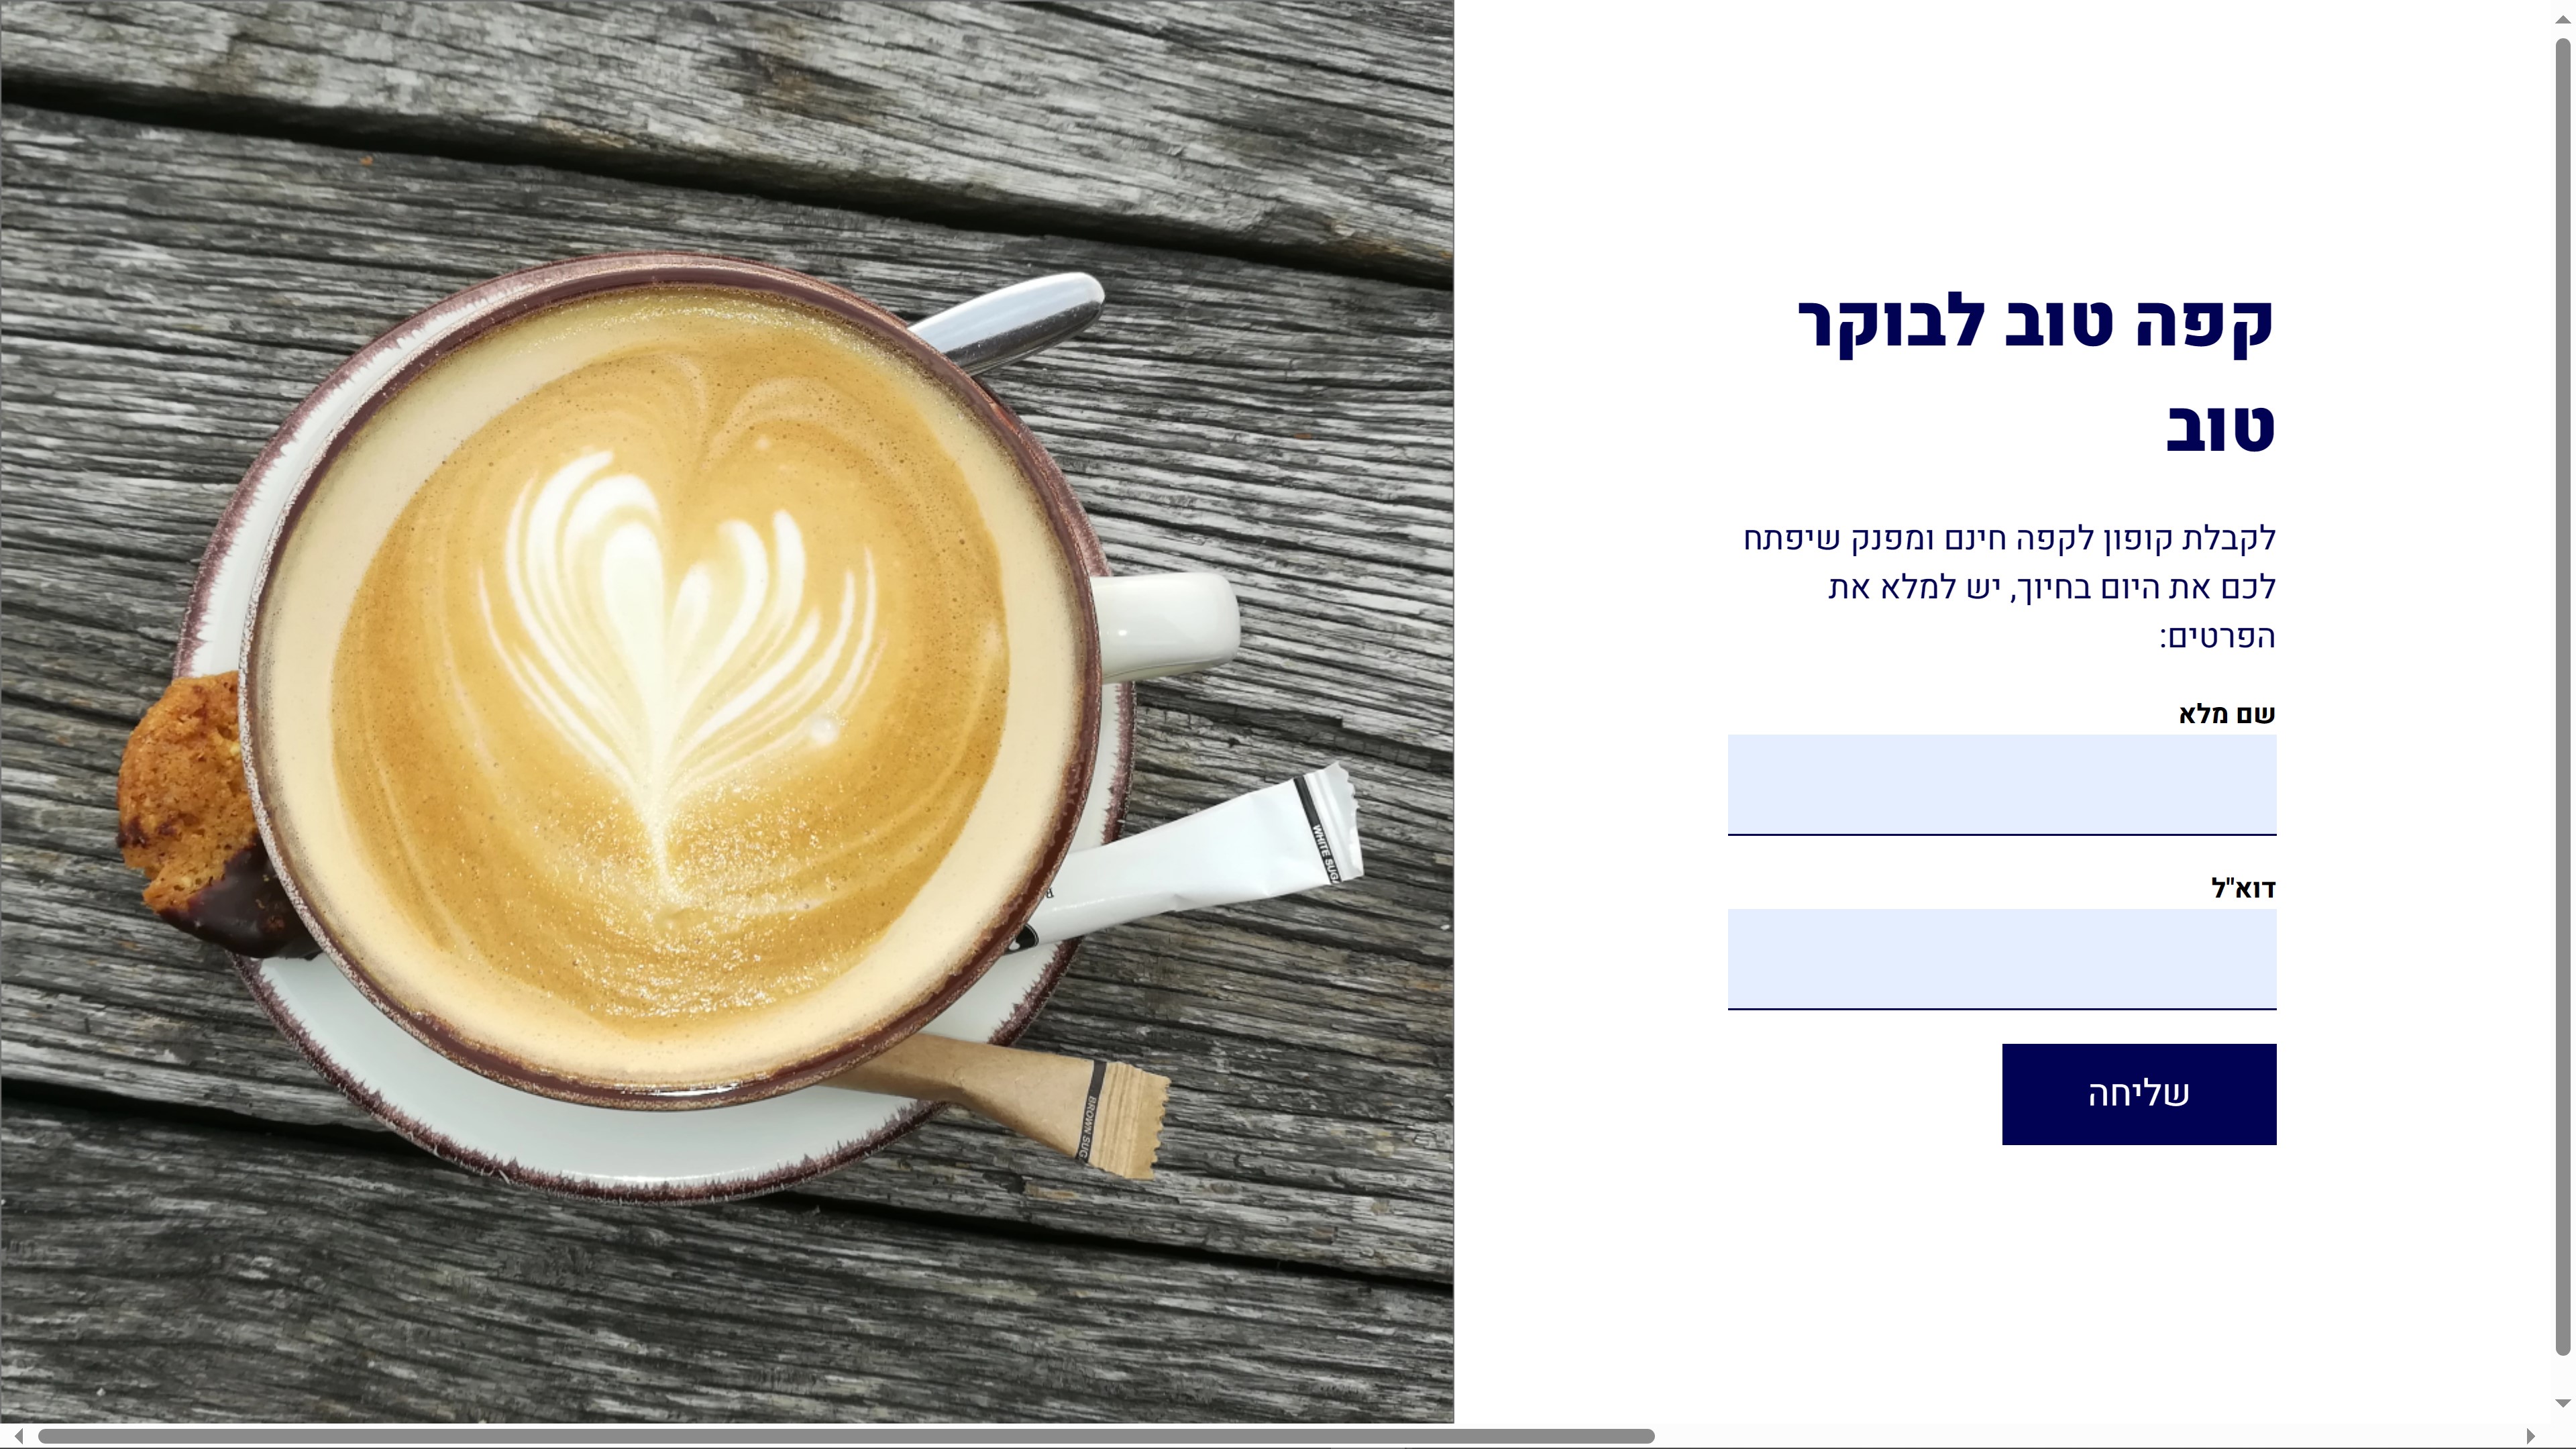 קפה טוב לבוקר
טוב
לקבלת קופון לקפה חינם ומפנק שיפתח
לכם את היום בחיוך, יש למלא את
הפרטים:
שם מלא
דוא"ל
שליחה
WHITE SUGA
BROWN SUG